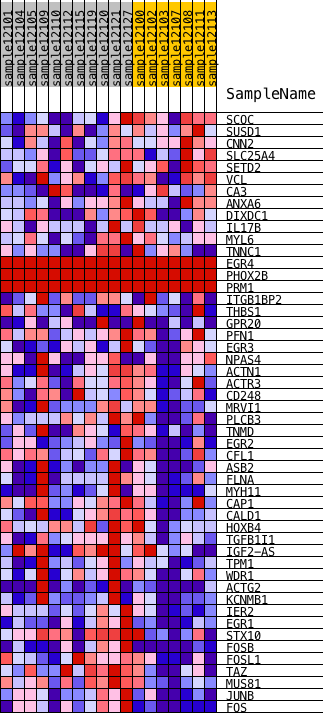 sample12101
sample12104
sample12105
sample12109
sample12112
sample12115
sample12119
sample12120
sample12121
sample12100
sample12102
sample12103
sample12107
sample12108
sample12111
sample12113
SampleName
SCOC
SUSD1
CNN2
SLC25A4
SETD2
VCL
CA3
ANXA6
DIXDC1
IL17B
MYL6
TNNC1
EGR4
PHOX2B
PRM1
ITGB1BP2
THBS1
GPR20
PFN1
EGR3
NPAS4
ACTN1
ACTR3
CD248
MRVI1
PLCB3
TNMD
EGR2
CFL1
ASB2
FLNA
MYH11
CAP1
CALD1
HOXB4
TGFB1I1
IGF2-AS
TPM1
WDR1
ACTG2
KCNMB1
IER2
EGR1
STX10
FOSB
FOSL1
TAZ
MUS81
JUNB
FOS